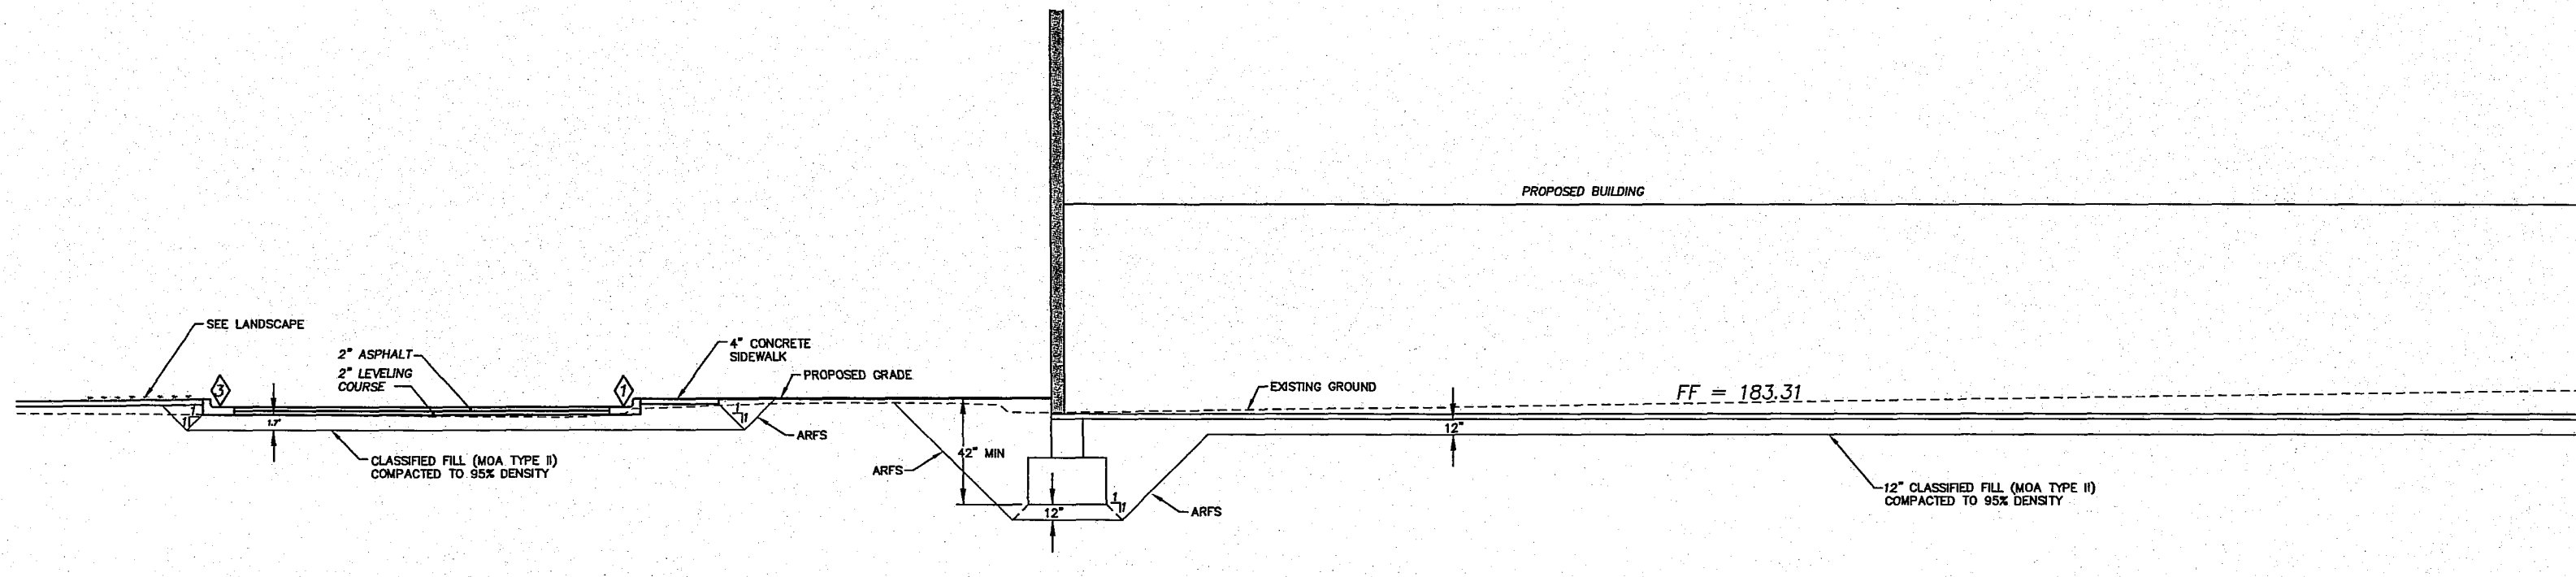 PROPOSED BUILDING
SEE LANDSCAPE
2" ASPHALT
2" LEVELING
COURSE
4" CONCRETE
SIDEWALK
PROPOSED GRADE
EXISTING GROUND
FF = 183.31
3
1
1
1
1.7'
1
1
ARFS
CLASSIFIED FILL (MOA TYPE II)
COMPACTED TO 95% DENSITY
ARFS
42" MIN
12"
1
1
ARFS
12"
12" CLASSIFIED FILL (MOA TYPE II)
COMPACTED TO 95% DENSITY